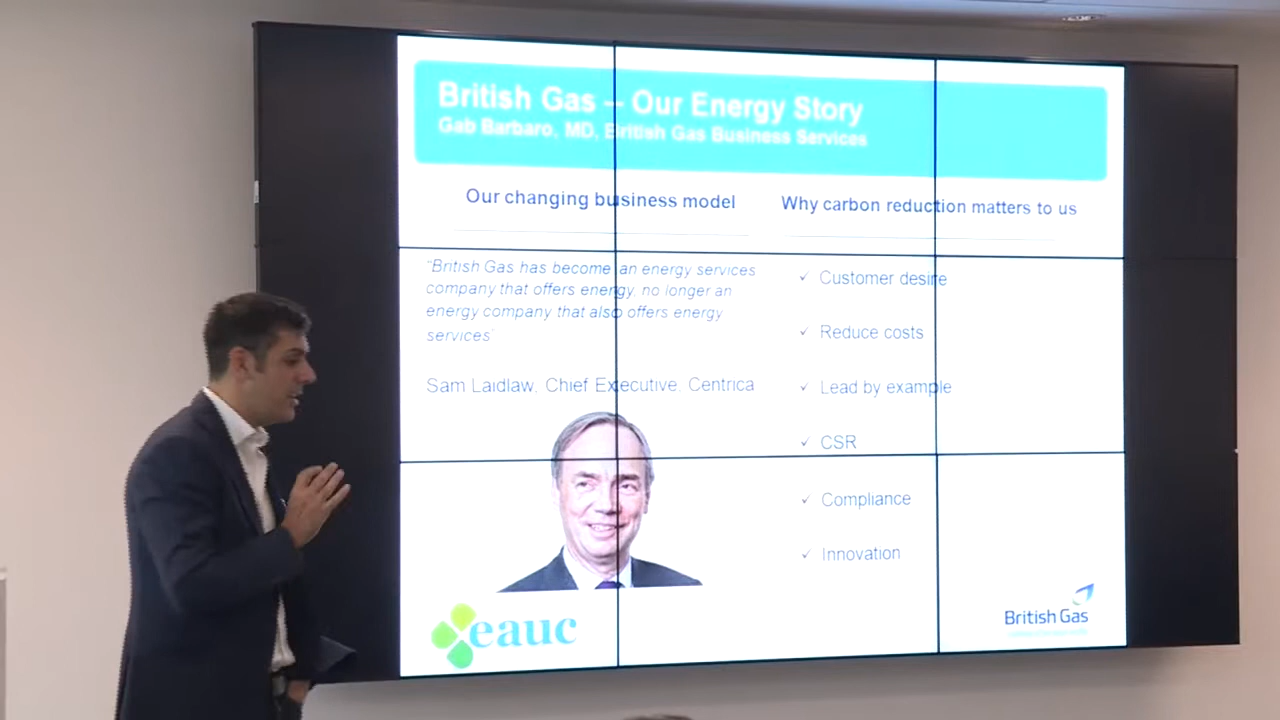 British Gas – Our Energy Story
Gab Barbaro, MD, British Gas Business Services
Our changing business model
Why carbon reduction matters to us
"British Gas has become an energy services
company that offers energy, no longer an
energy company that also offers energy
services"
Sam Laidlaw, Chief Executive, Centrica
✓ Customer desire
✓ Reduce costs
✓ Lead by example
✓ CSR
✓ Compliance
✓ Innovation
eauc
British Gas